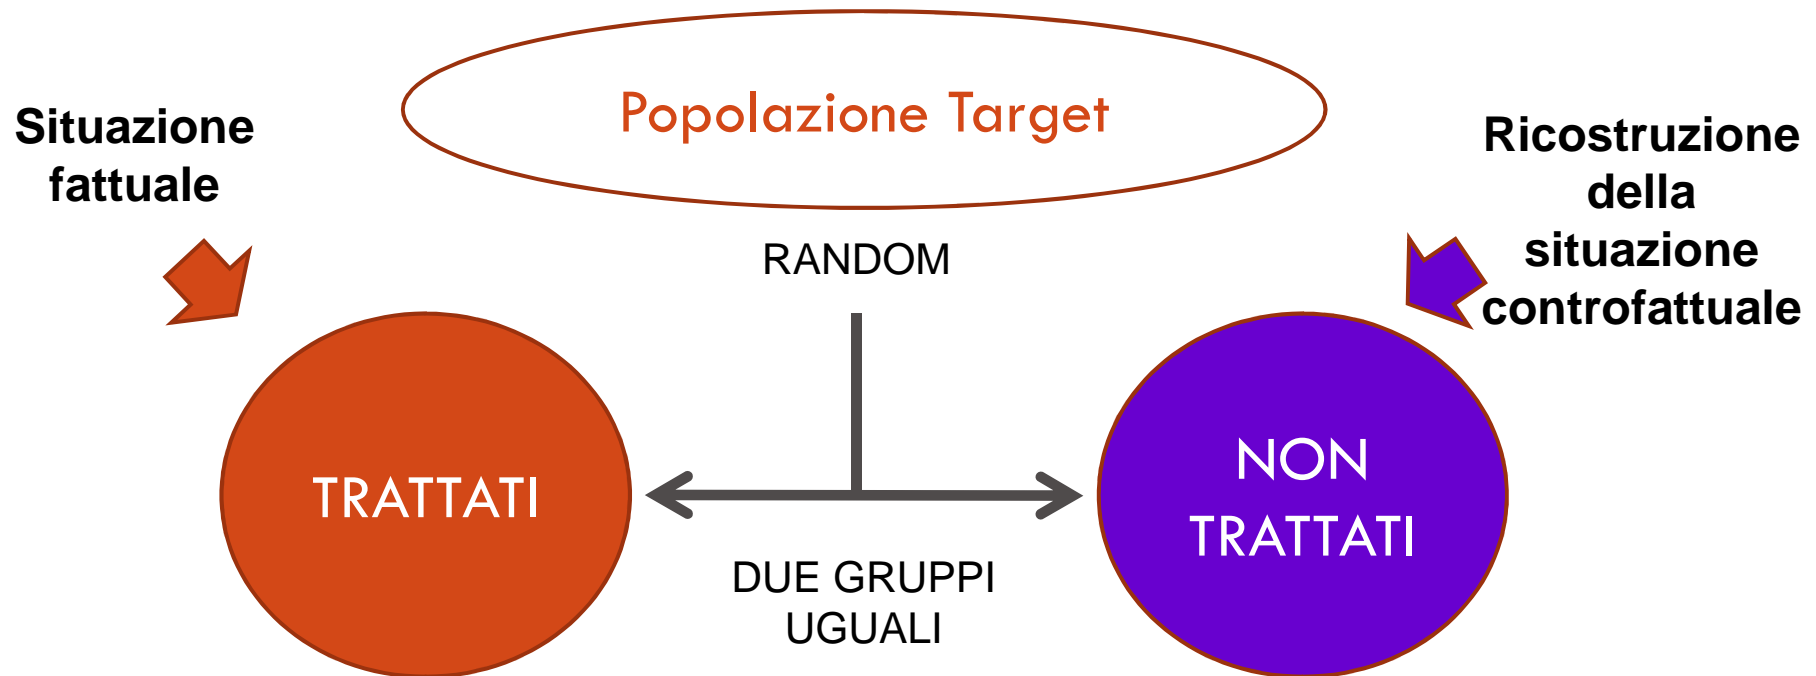 Popolazione Target
Situazione
fattuale
Ricostruzione
della
situazione
controfattuale
RANDOM
TRATTATI
NON
TRATTATI
DUE GRUPPI
UGUALI